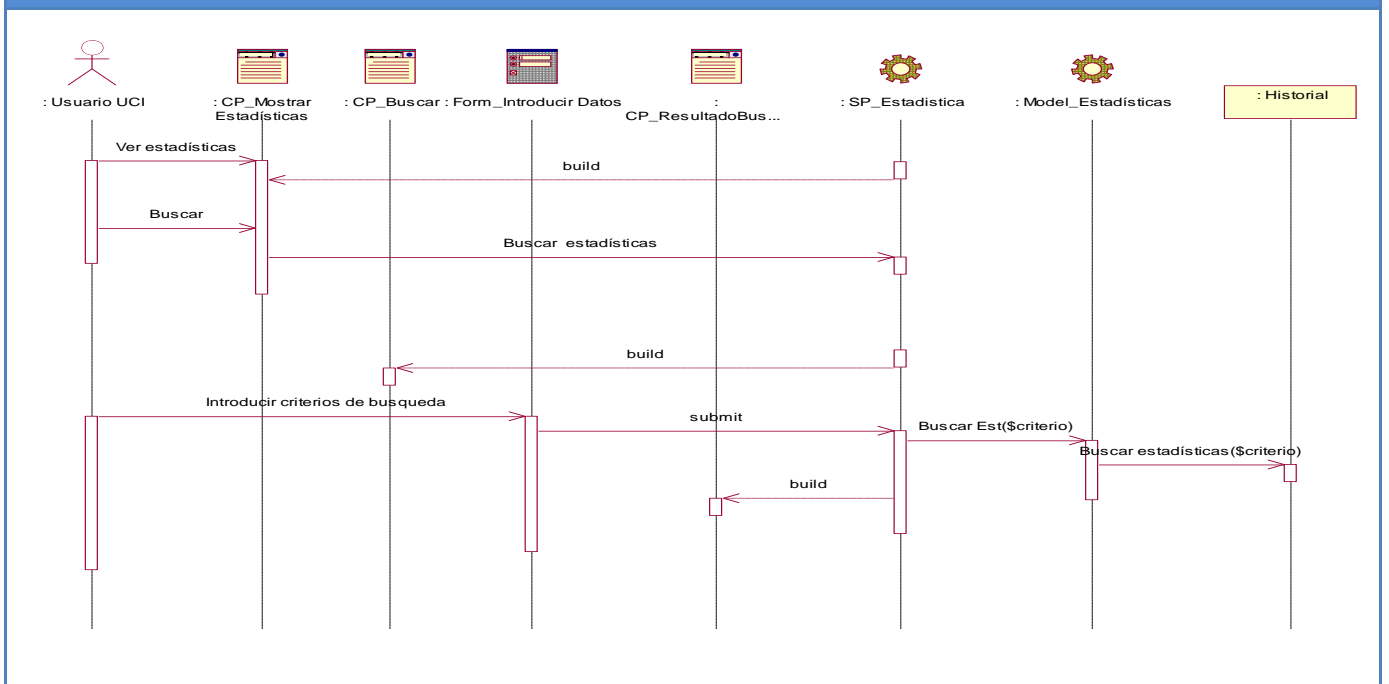 : Usuario UCI
: CP_Mostrar
Estadísticas
: CP_Buscar
: Form_Introducir Datos
:
CP_ResultadoBus...
: SP_Estadistica
: Model_Estadísticas
: Historial
Ver estadísticas
build
Buscar
Buscar estadísticas
build
Introducir criterios de busqueda
submit
Buscar Est($criterio)
Buscar estadísticas($criterio)
build